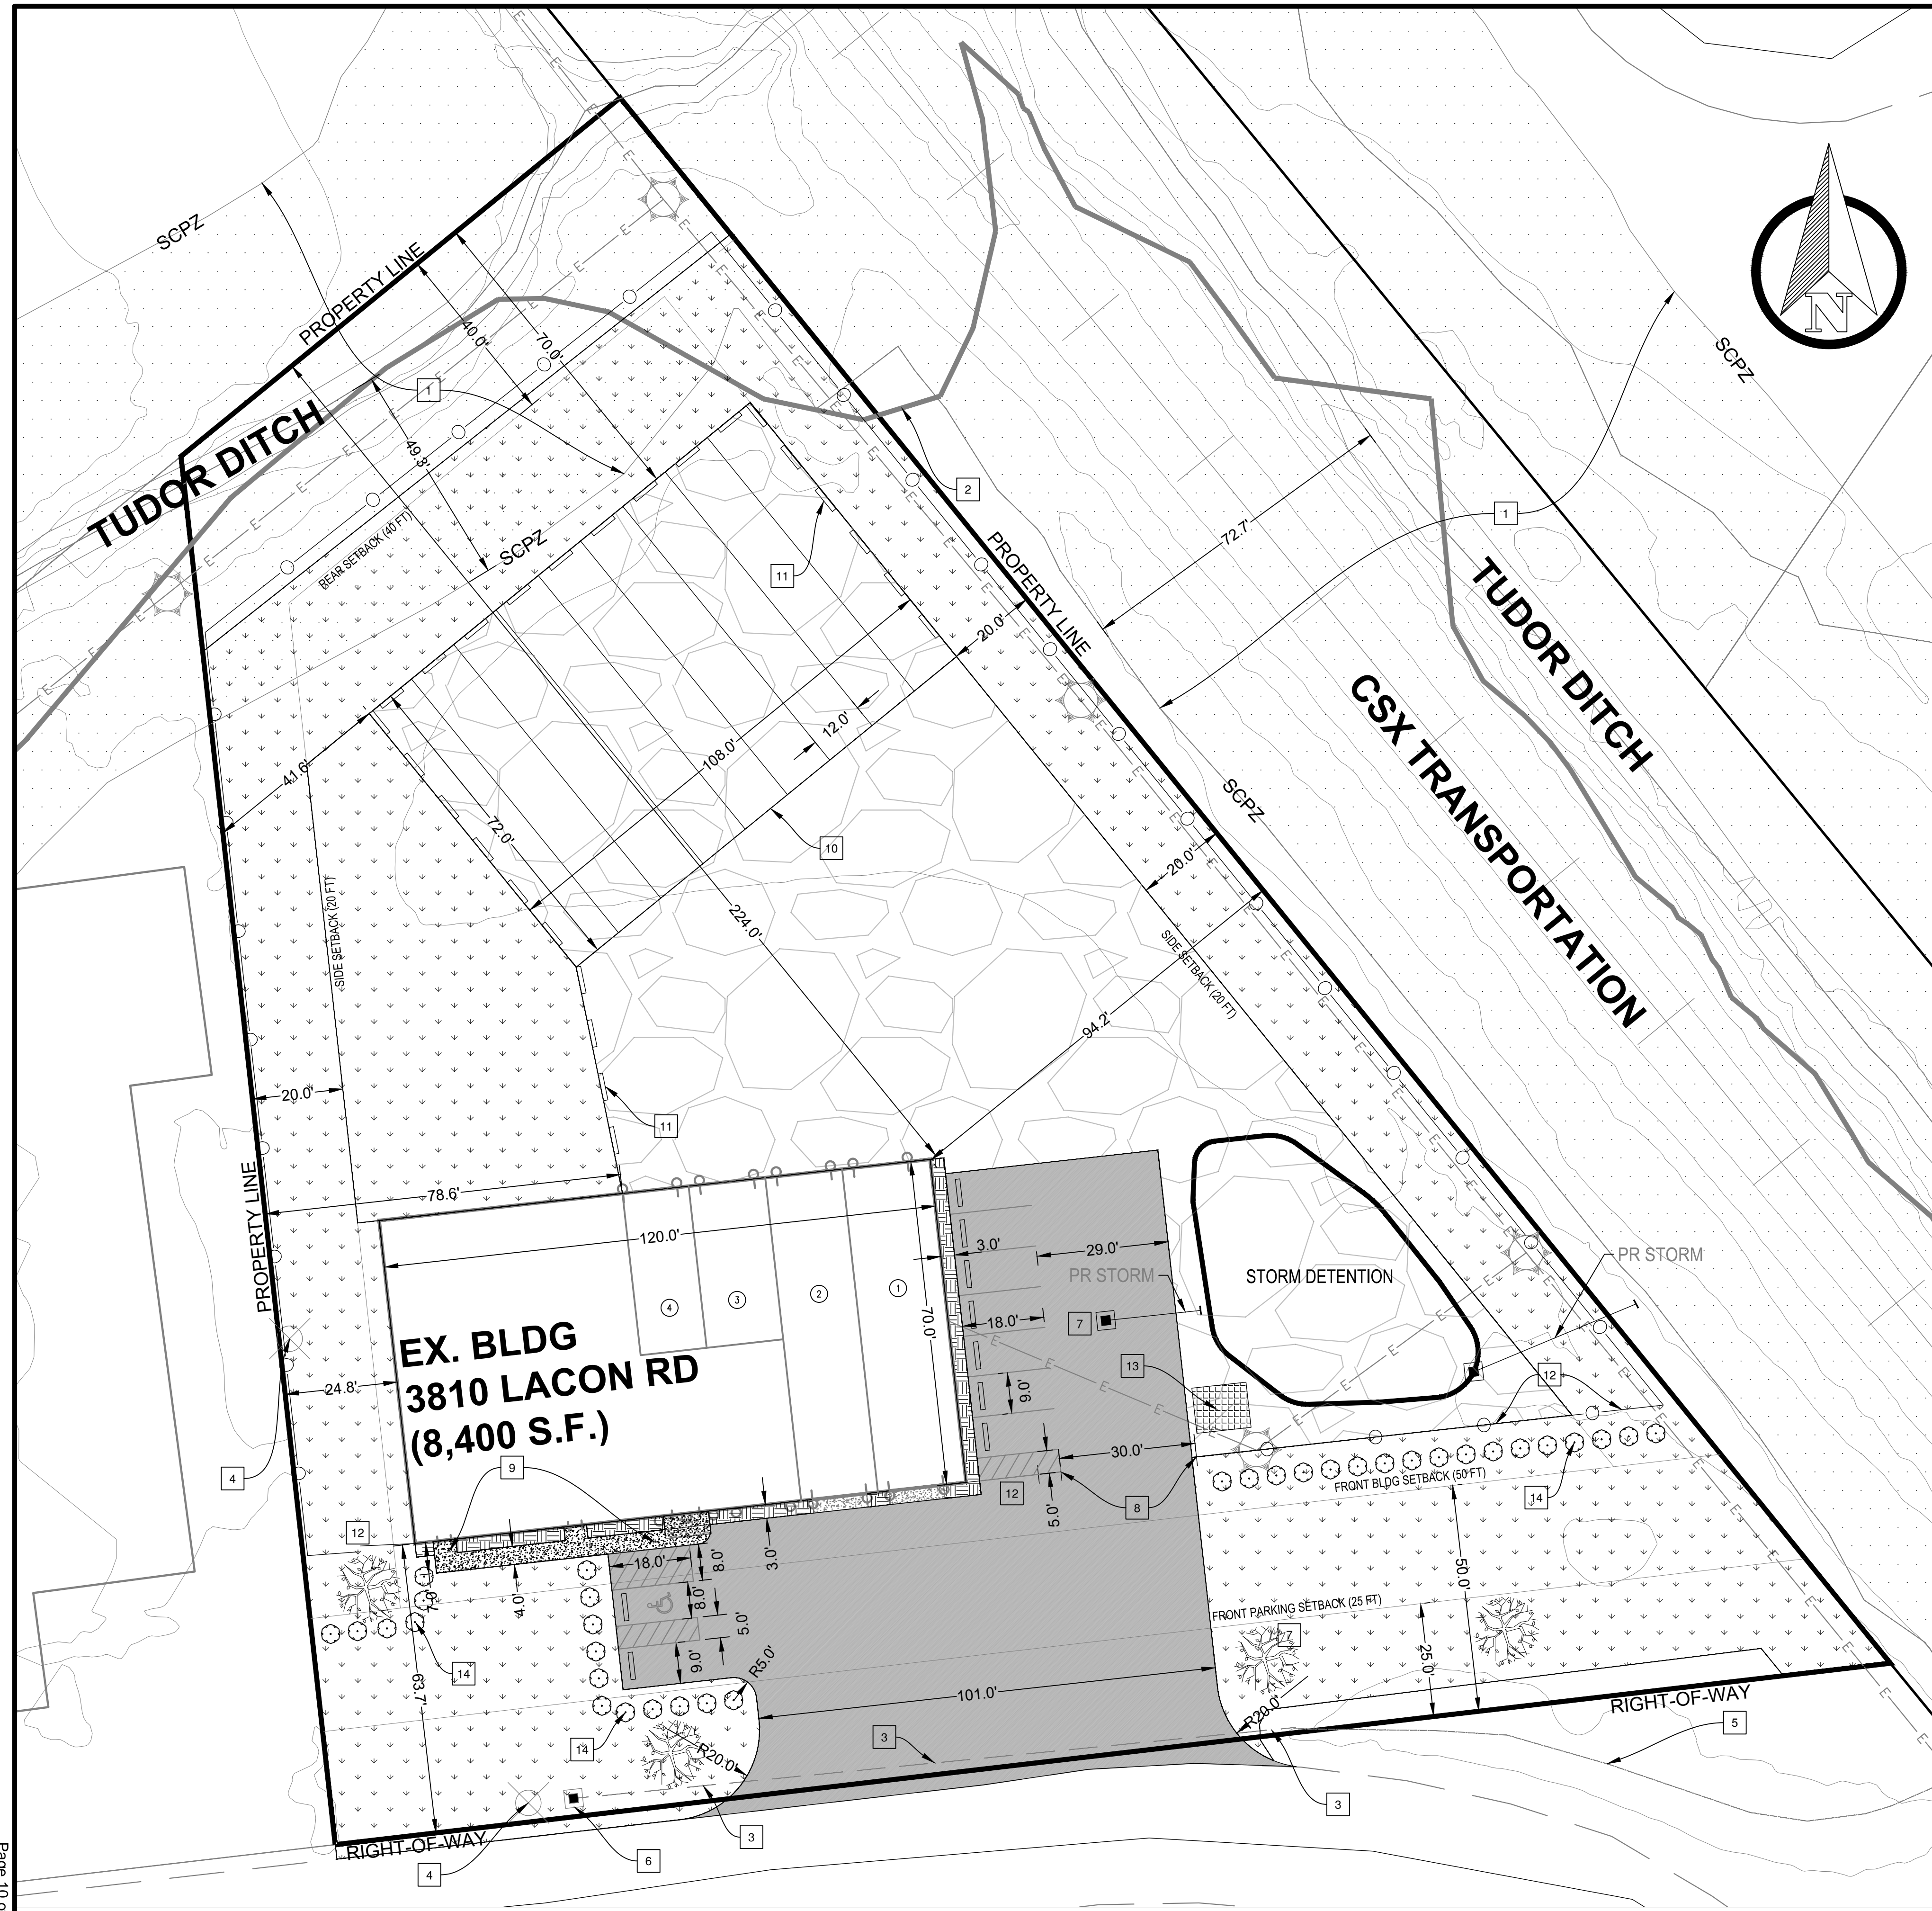 SCPZ
PROPERTY LINE
TUDOR DITCH
1
40.0'
70.0'
49.3'
REAR SETBACK (40 FT)
SCPZ
11
2
PROPERTY LINE
72.7'
1
SCPZ
N
TUDOR DITCH
CSX TRANSPORTATION
20.0'
12.0'
108.0'
41.6'
72.0'
10
SCPZ
20.0'
224.0'
SIDE SETBACK (20 FT)
SIDE SETBACK (20 FT)
94.2'
20.0'
11
78.6'
PROPERTY LINE
120.0'
4
3
2
1
70.0'
3.0'
29.0'
PR STORM
18.0'
7
STORM DETENTION
PR STORM
13
12
EX. BLDG
3810 LACON RD
(8,400 S.F.)
24.8'
4
9
9.0'
30.0'
12
8
5.0'
FRONT BLDG SETBACK (50 FT)
14
12
7.0'
4.0'
18.0'
8.0'
8.0'
3.0'
5.0'
9.0'
R5.0'
14
63.7'
50.0'
FRONT PARKING SETBACK (25 FT)
7
25.0'
101.0'
R20.0'
RIGHT-OF-WAY
5
14
3
R20.0'
3
3
6
RIGHT-OF-WAY
4
E